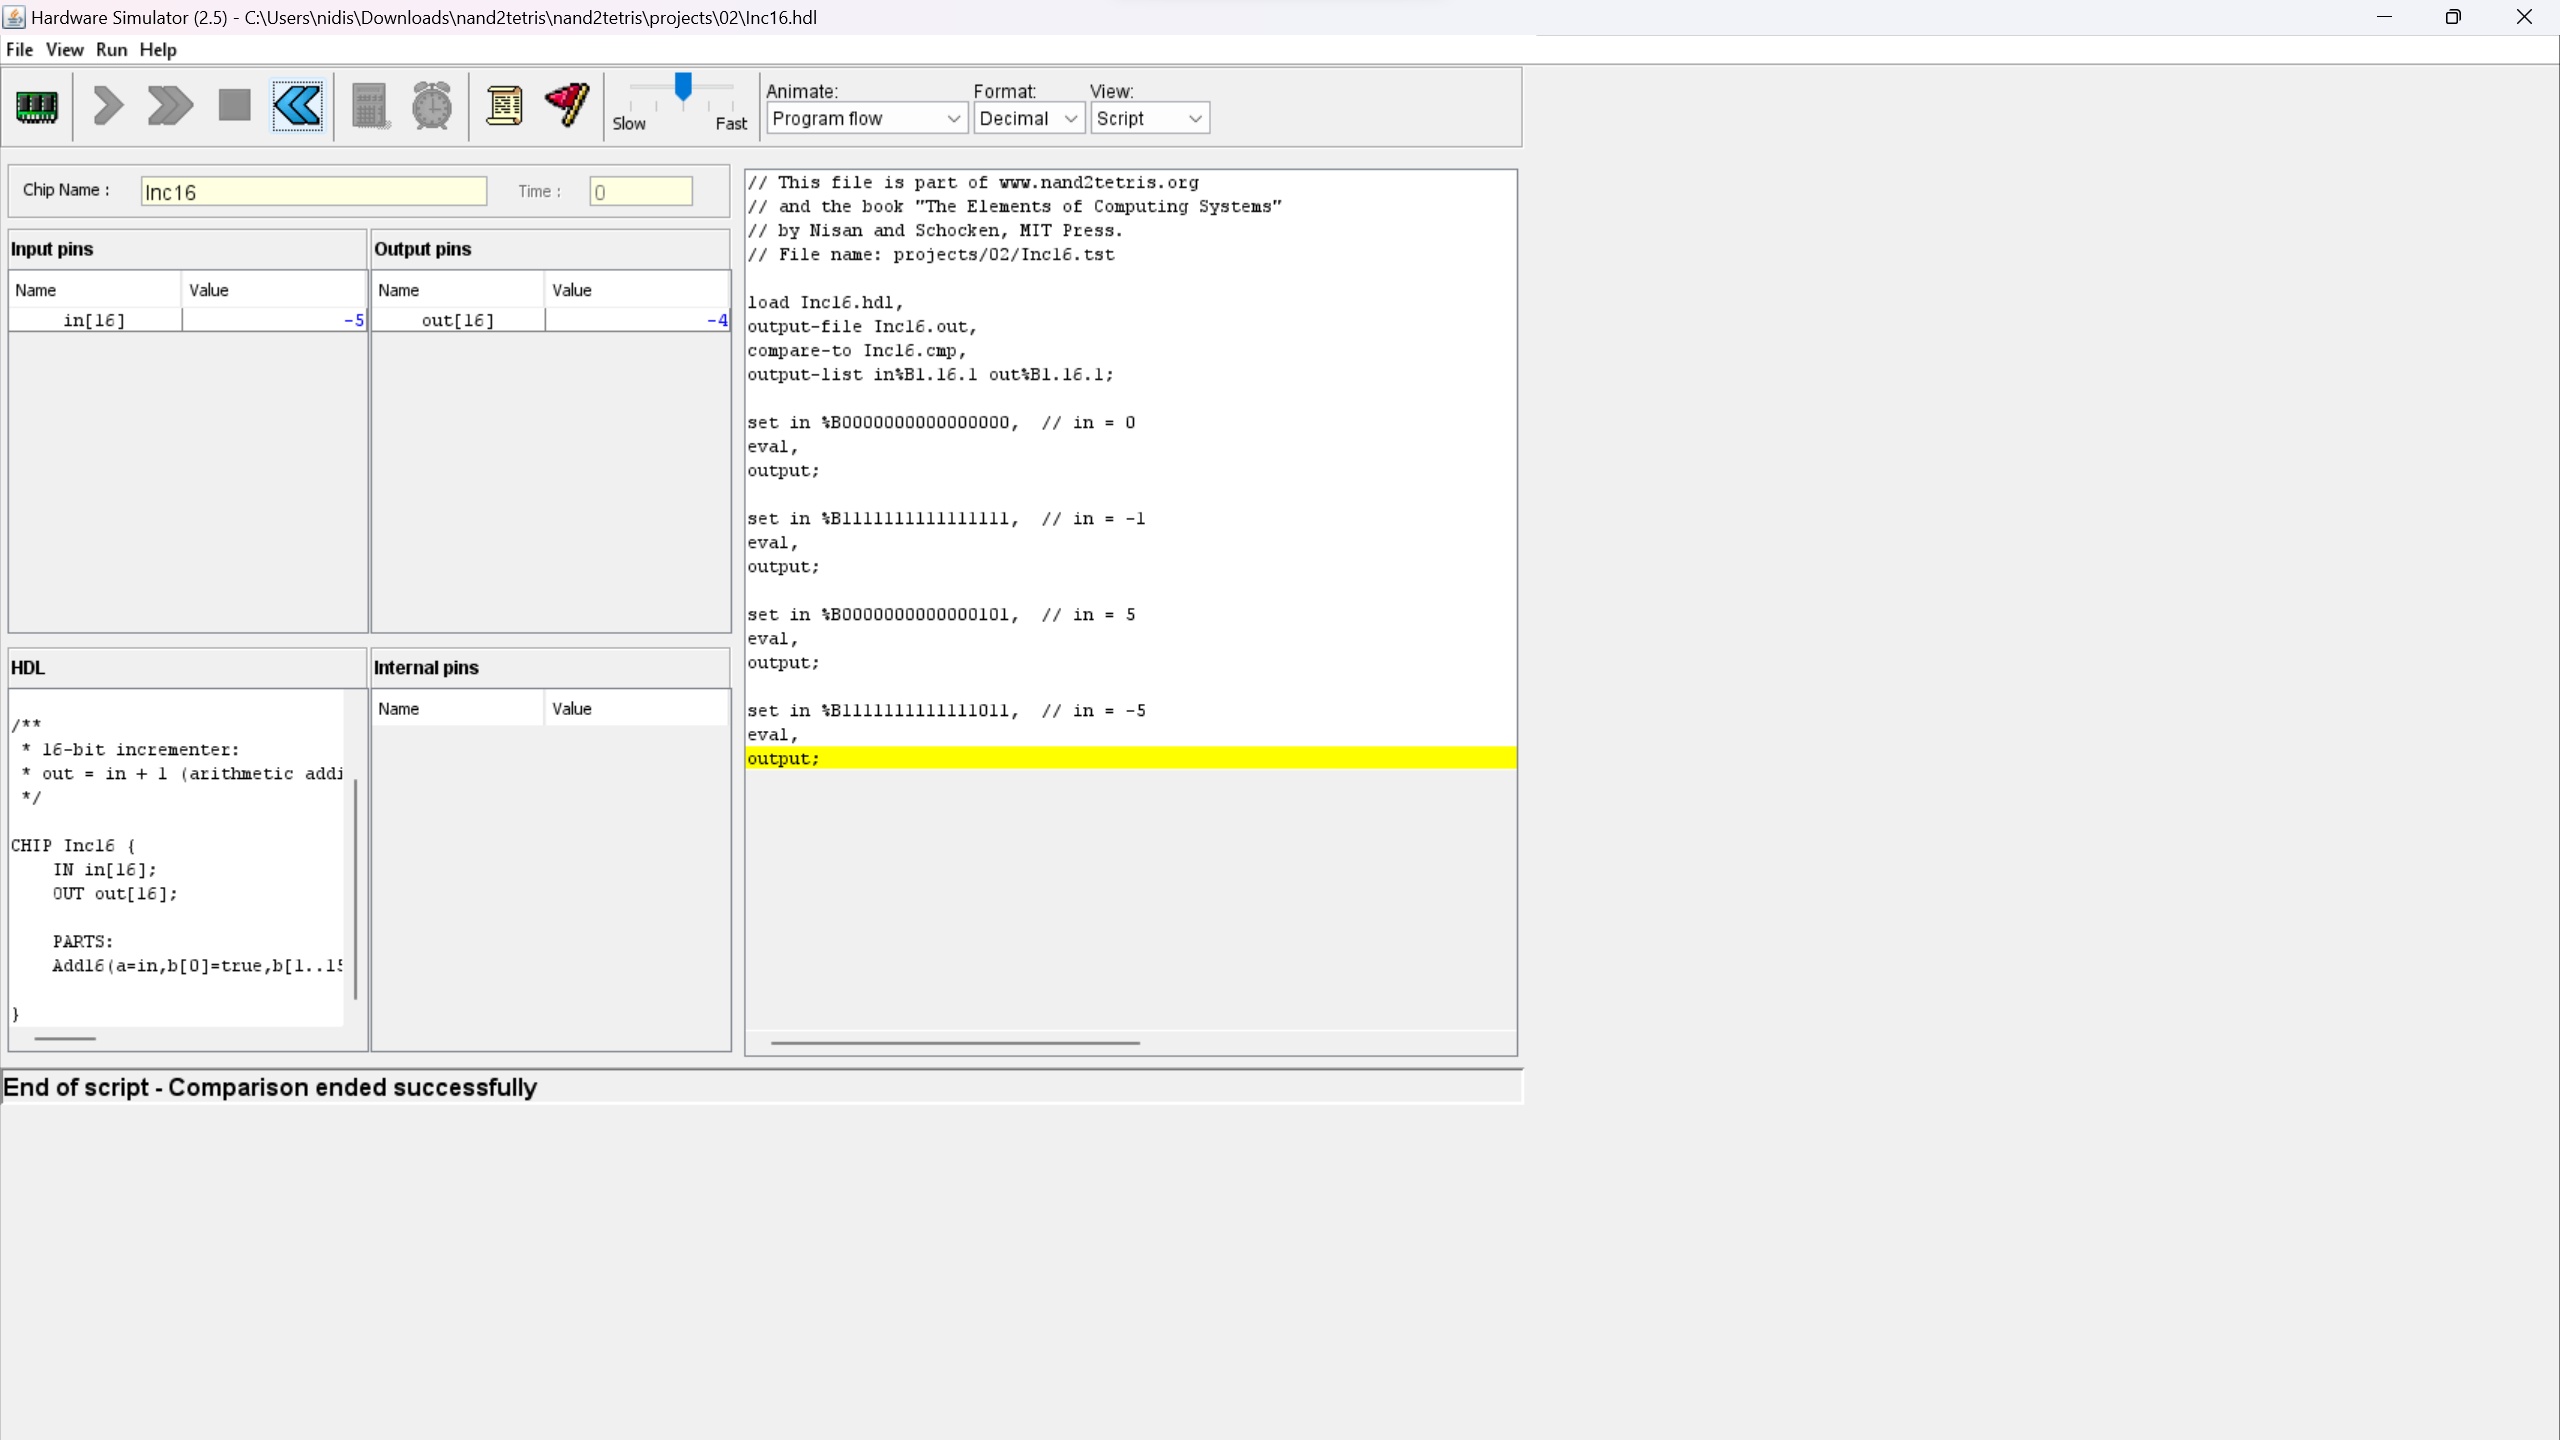 Hardware Simulator (2.5) - C:\Users\nidis\Downloads\nand2tetris\nand2tetris\projects\02\Inc16.hdl
File View Run Help
Slow Fast
Animate: Format: View:
Program flow Decimal Script
Chip Name : Inc16 Time : 0
Input pins
Name Value
in[16] -5
Output pins
Name Value
out[16] -4
HDL
/**
* 16-bit incrementer:
* out = in + 1 (arithmetic addi
*/
CHIP Inc16 {
IN in[16];
OUT out[16];
PARTS:
Add16(a=in,b[0]=true,b[1..15
}
Internal pins
Name Value
// This file is part of www.nand2tetris.org
// and the book "The Elements of Computing Systems"
// by Nisan and Schocken, MIT Press.
// File name: projects/02/Inc16.tst
load Inc16.hdl,
output-file Inc16.out,
compare-to Inc16.cmp,
output-list in%B1.16.1 out%B1.16.1;
set in %B0000000000000000, // in = 0
eval,
output;
set in %B1111111111111111, // in = -1
eval,
output;
set in %B0000000000000101, // in = 5
eval,
output;
set in %B1111111111111011, // in = -5
eval,
output;
End of script - Comparison ended successfully